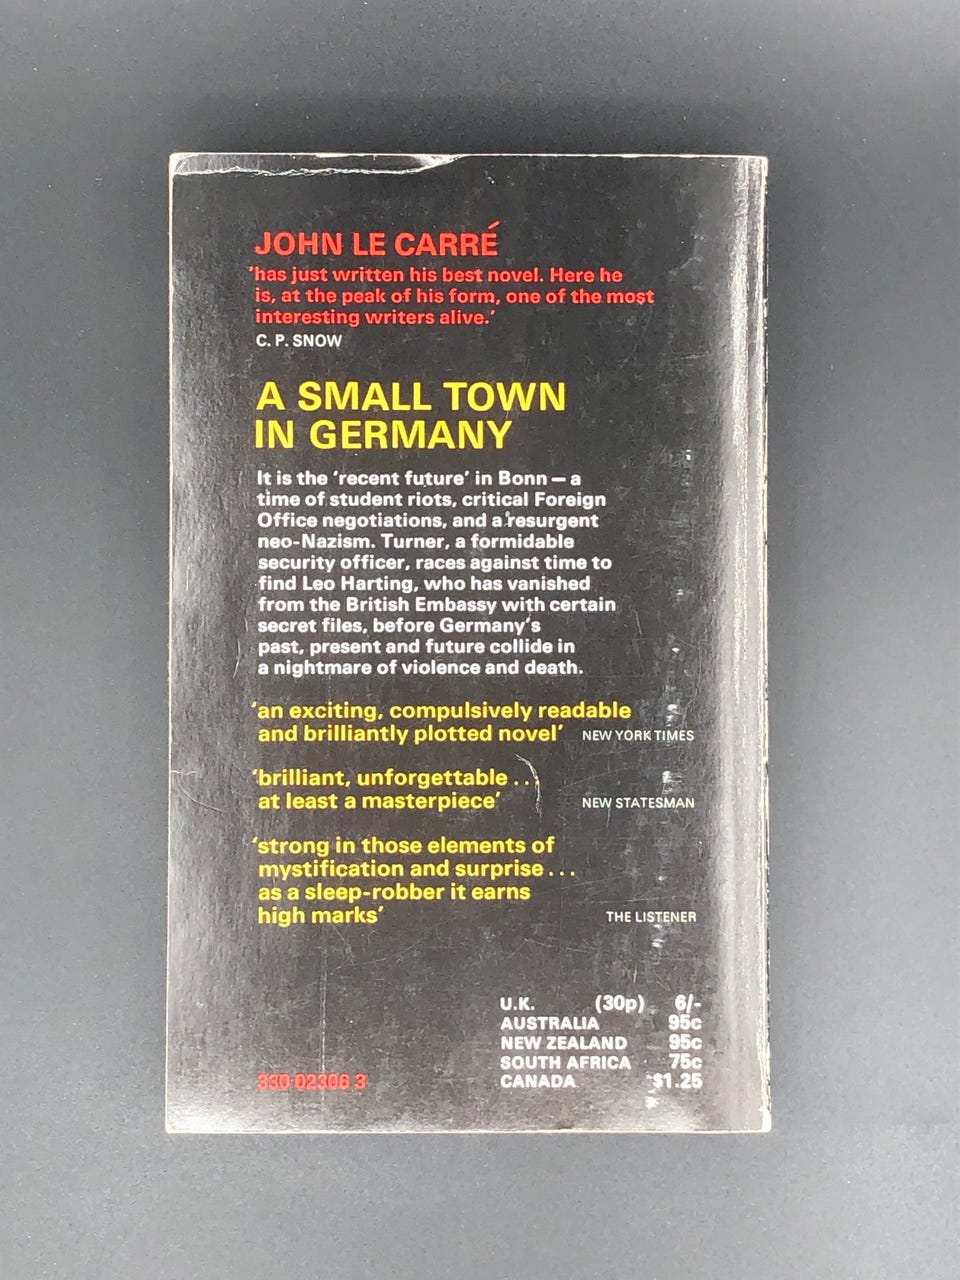 JOHN LE CARRÉ
'has just written his best novel. Here he
is, at the peak of his form, one of the most
interesting writers alive.'
C. P. SNOW
A SMALL TOWN
IN GERMANY
It is the 'recent future' in Bonn – a
time of student riots, critical Foreign
Office negotiations, and a resurgent
neo-Nazism. Turner, a formidable
security officer, races against time to
find Leo Harting, who has vanished
from the British Embassy with certain
secret files, before Germany's
past, present and future collide in
a nightmare of violence and death.
'an exciting, compulsively readable
and brilliantly plotted novel' NEW YORK TIMES
'brilliant, unforgettable . . .
at least a masterpiece' NEW STATESMAN
'strong in those elements of
mystification and surprise . . .
as a sleep-robber it earns
high marks' THE LISTENER
U.K. (30p) 6/-
AUSTRALIA 95c
NEW ZEALAND 95c
SOUTH AFRICA 75c
330 02306 3 CANADA $1.25